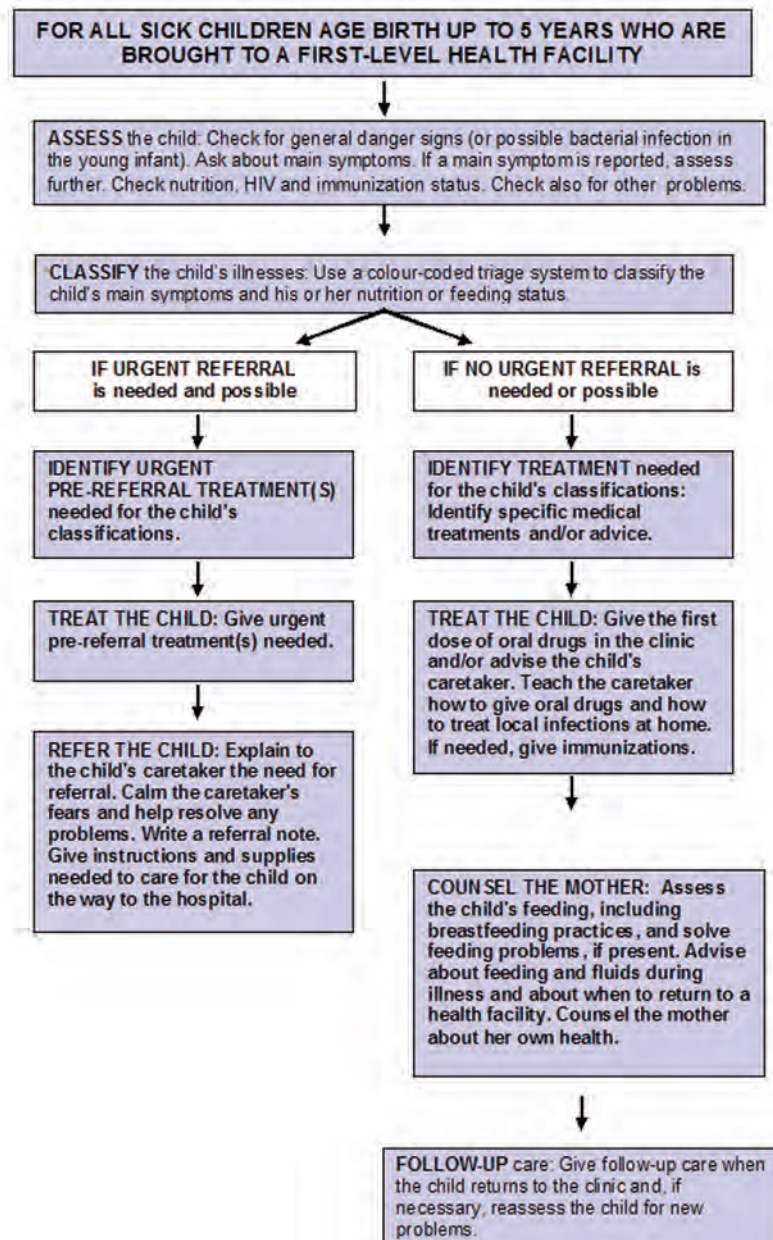 FOR ALL SICK CHILDREN AGE BIRTH UP TO 5 YEARS WHO ARE
BROUGHT TO A FIRST-LEVEL HEALTH FACILITY
ASSESS the child: Check for general danger signs (or possible bacterial infection in
the young infant). Ask about main symptoms. If a main symptom is reported, assess
further. Check nutrition, HIV and immunization status. Check also for other problems.
CLASSIFY the child's illnesses: Use a colour-coded triage system to classify the
child's main symptoms and his or her nutrition or feeding status.
IF URGENT REFERRAL
is needed and possible
IDENTIFY URGENT
PRE-REFERRAL TREATMENT(S)
needed for the child's
classifications.
TREAT THE CHILD: Give urgent
pre-referral treatment(s) needed.
REFER THE CHILD: Explain to
the child's caretaker the need for
referral. Calm the caretaker's
fears and help resolve any
problems. Write a referral note.
Give instructions and supplies
needed to care for the child on
the way to the hospital.
IF NO URGENT REFERRAL is
needed or possible
IDENTIFY TREATMENT needed
for the child's classifications:
Identify specific medical
treatments and/or advice.
TREAT THE CHILD: Give the first
dose of oral drugs in the clinic
and/or advise the child's
caretaker. Teach the caretaker
how to give oral drugs and how
to treat local infections at home.
If needed, give immunizations.
COUNSEL THE MOTHER: Assess
the child's feeding, including
breastfeeding practices, and solve
feeding problems, if present. Advise
about feeding and fluids during
illness and about when to return to a
health facility. Counsel the mother
about her own health.
FOLLOW-UP care: Give follow-up care when
the child returns to the clinic and, if
necessary, reassess the child for new
problems.